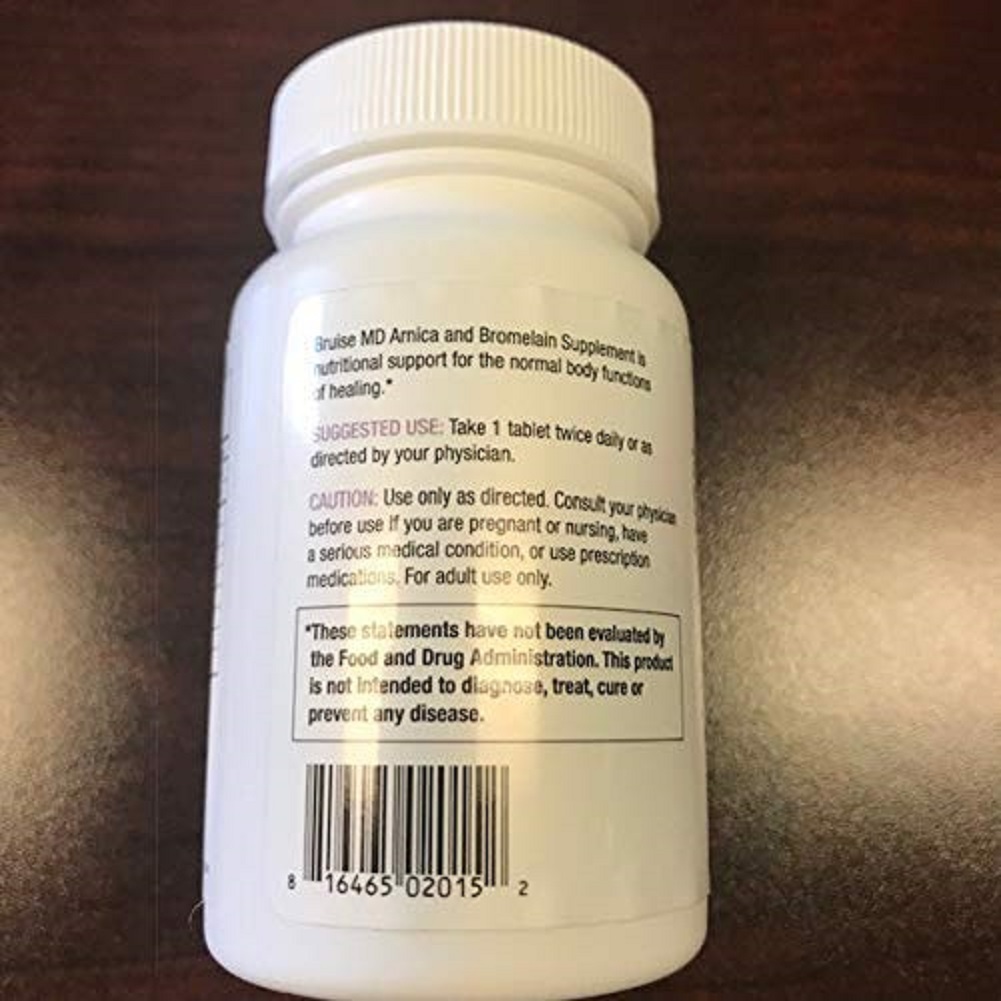 Bruise MD Arnica and Bromelain Supplement is
nutritional support for the normal body functions
of healing.*
SUGGESTED USE: Take 1 tablet twice daily or as
directed by your physician.
CAUTION: Use only as directed. Consult your physician
before use if you are pregnant or nursing, have
a serious medical condition, or use prescription
medications. For adult use only.
*These statements have not been evaluated by
the Food and Drug Administration. This product
is not intended to diagnose, treat, cure or
prevent any disease.
8 16465 02015 2